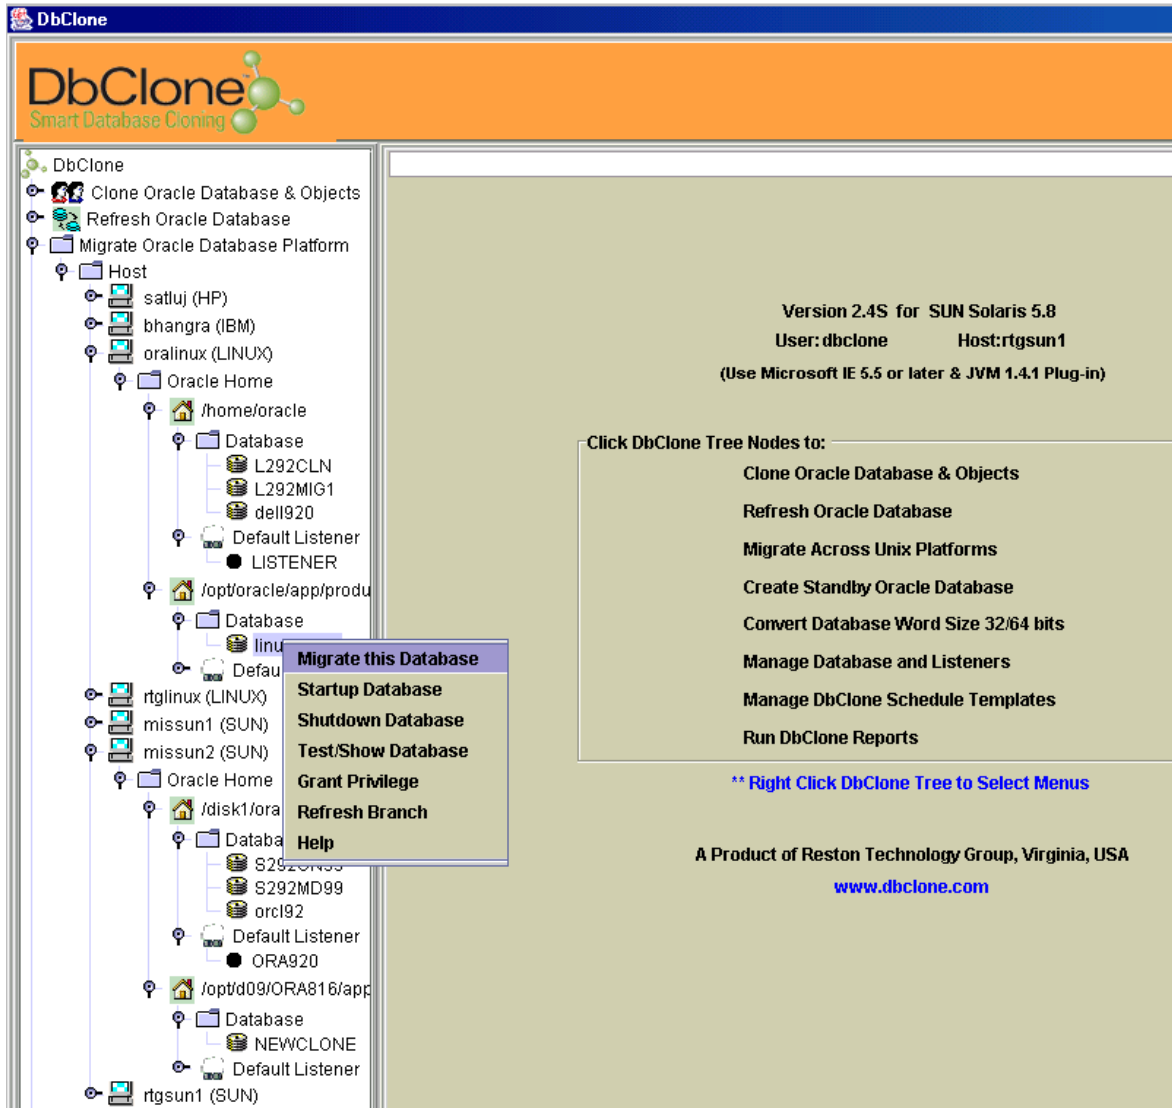 DbClone
DbClone
Smart Database Cloning
DbClone
Clone Oracle Database & Objects
Refresh Oracle Database
Migrate Oracle Database Platform
Host
satluj (HP)
bhangra (IBM)
oralinux (LINUX)
Oracle Home
/home/oracle
Database
L292CLN
L292MIG1
dell920
Default Listener
LISTENER
/opt/oracle/app/produ
Database
linu
Defau
rtglinux (LINUX)
missun1 (SUN)
missun2 (SUN)
Oracle Home
/disk1/ora
Databa
S292MD99
orcl92
Default Listener
ORA920
/opt/d09/ORA816/app
Database
NEWCLONE
Default Listener
rtgsun1 (SUN)
Migrate this Database
Startup Database
Shutdown Database
Test/Show Database
Grant Privilege
Refresh Branch
Help
Version 2.4S for SUN Solaris 5.8
User: dbclone Host:rtgsun1
(Use Microsoft IE 5.5 or later & JVM 1.4.1 Plug-in)
Click DbClone Tree Nodes to:
Clone Oracle Database & Objects
Refresh Oracle Database
Migrate Across Unix Platforms
Create Standby Oracle Database
Convert Database Word Size 32/64 bits
Manage Database and Listeners
Manage DbClone Schedule Templates
Run DbClone Reports
** Right Click DbClone Tree to Select Menus
A Product of Reston Technology Group, Virginia, USA
www.dbclone.com